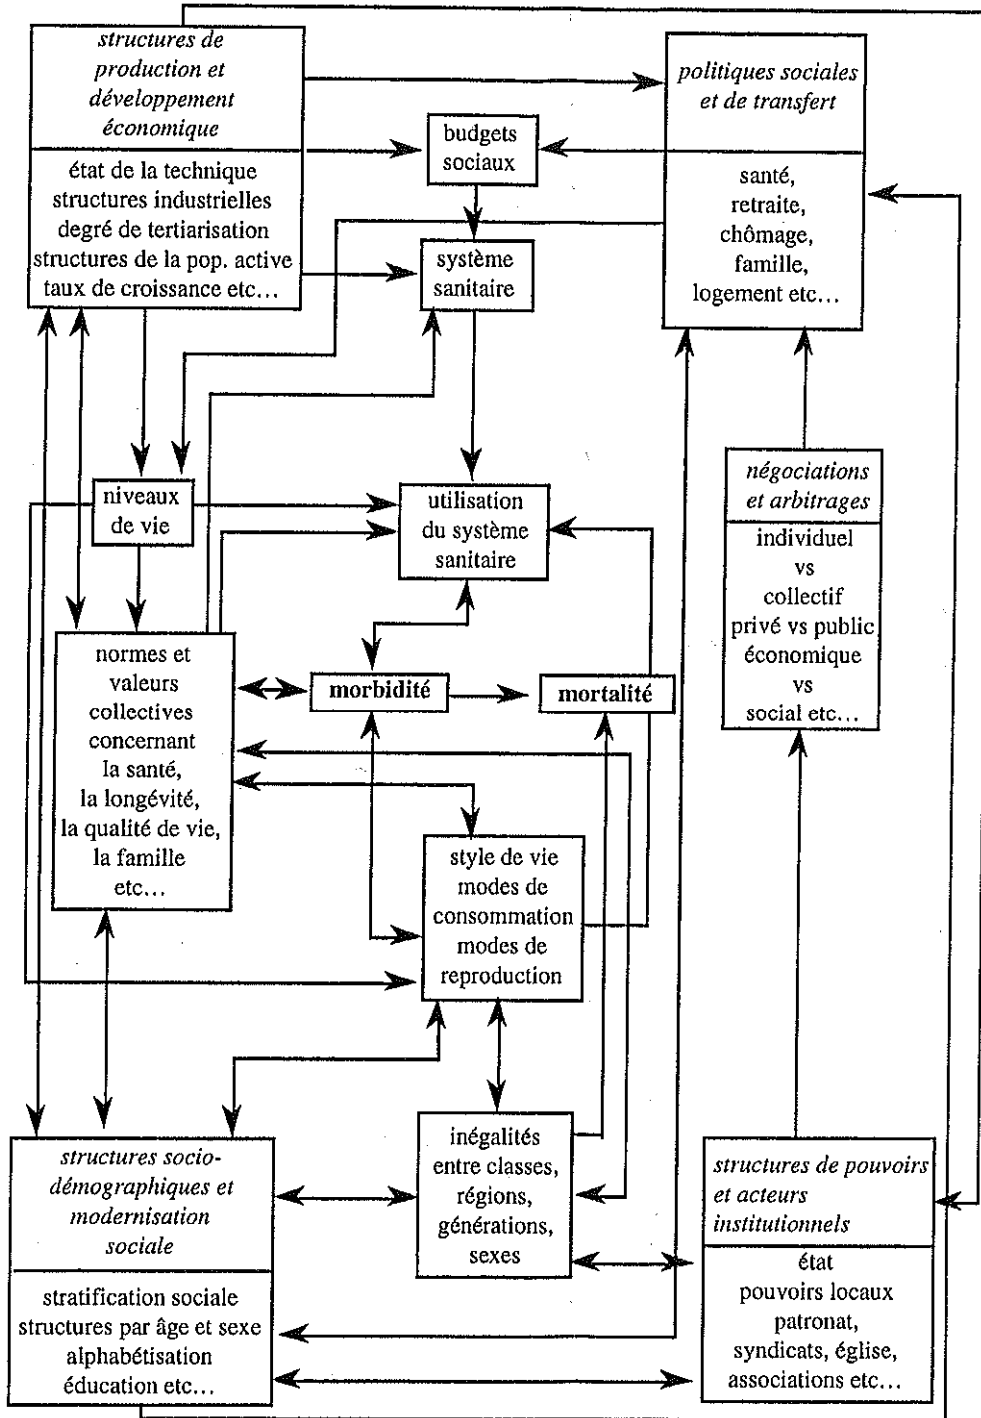 structures de
production et
développement
économique
état de la technique
structures industrielles
degré de tertiarisation
structures de la pop. active
taux de croissance etc...
budgets
sociaux
politiques sociales
et de transfert
santé,
retraite,
chômage,
famille,
logement etc...
système
sanitaire
niveaux
de vie
utilisation
du système
sanitaire
négociations
et arbitrages
individuel
vs
collectif
privé vs public
économique
vs
social etc...
normes et
valeurs
collectives
concernant
la santé,
la longévité,
la qualité de vie,
la famille
etc...
morbidité
mortalité
style de vie
modes de
consommation
modes de
reproduction
structures socio-
démographiques et
modernisation
sociale
stratification sociale
structures par âge et sexe
alphabétisation
éducation etc...
inégalités
entre classes,
régions,
générations,
sexes
structures de pouvoirs
et acteurs
institutionnels
état
pouvoirs locaux
patronat,
syndicats, église,
associations etc...